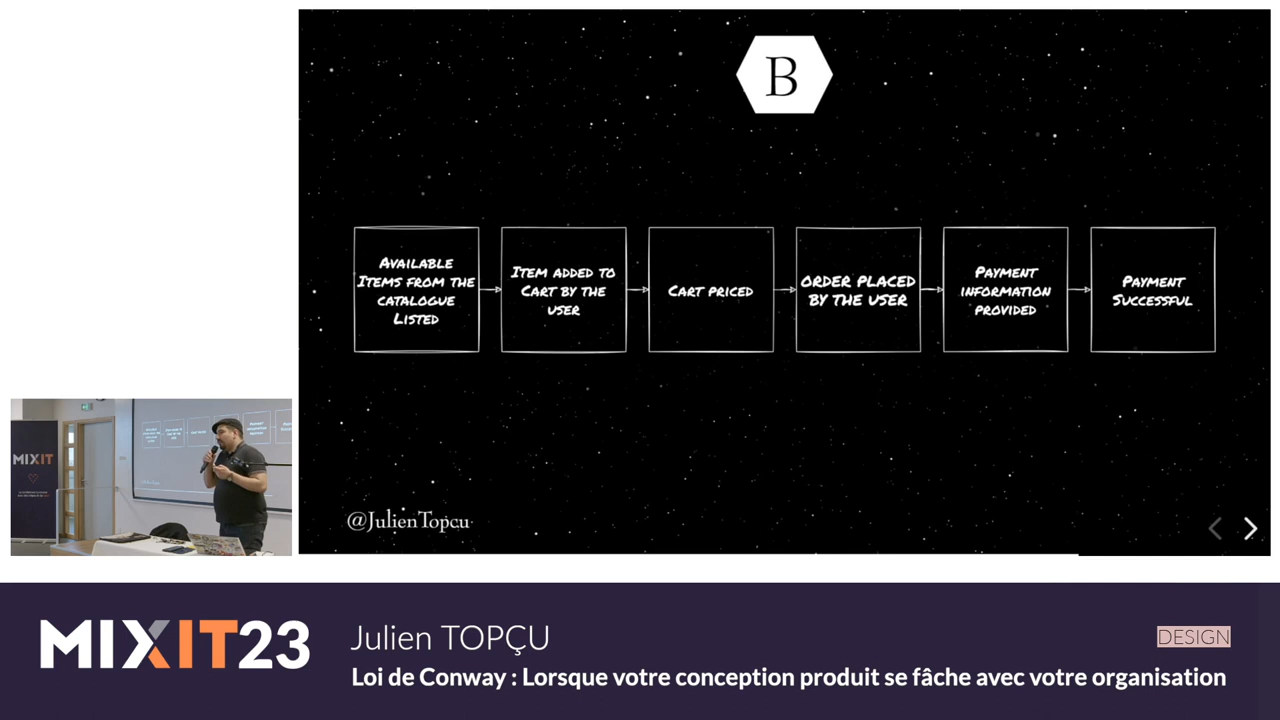 B
Available
Items from the
catalogue
Listed
Item added to
Cart by the
user
Cart priced
Order placed
by the user
Payment
information
provided
Payment
Successful
@JulienTopcu
MIXIT
MIXIT23
Julien TOPÇU
DESIGN
Loi de Conway : Lorsque votre conception produit se fâche avec votre organisation